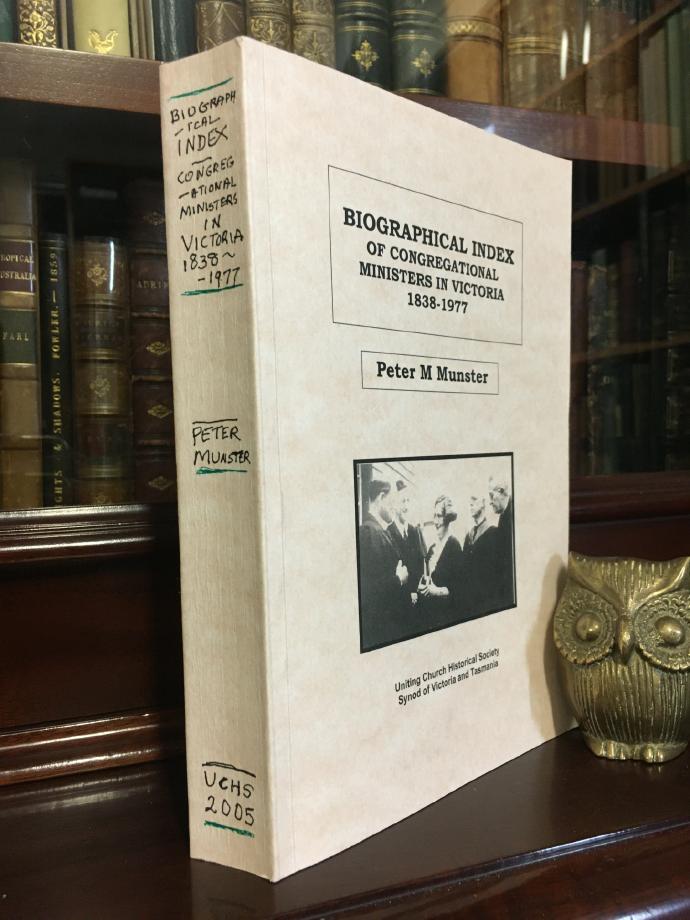 BIOGRAPH
-ICAL
INDEX
CONGREG
-ATIONAL
MINISTERS
IN
VICTORIA
1838~
-1977
PETER
MUNSTER
UCHS
2005
BIOGRAPHICAL INDEX
OF CONGREGATIONAL
MINISTERS IN VICTORIA
1838-1977
Peter M Munster
Uniting Church Historical Society
Synod of Victoria and Tasmania
FOWLER.— 1859
& SHADOWS.